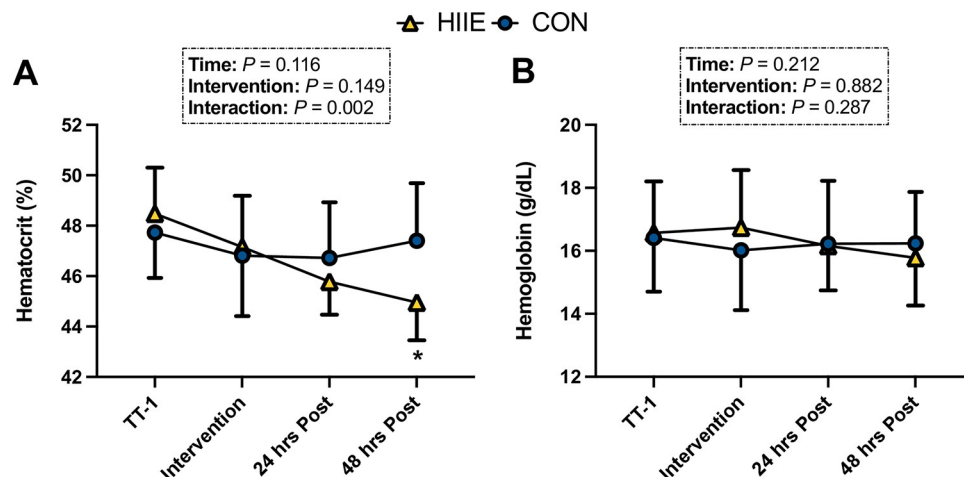 HIIE CON
A
Time: P = 0.116
Intervention: P = 0.149
Interaction: P = 0.002
Hematocrit (%)
52
50
48
46
44
42
*
TT-1
Intervention
24 hrs Post
48 hrs Post
B
Time: P = 0.212
Intervention: P = 0.882
Interaction: P = 0.287
Hemoglobin (g/dL)
20
18
16
14
12
TT-1
Intervention
24 hrs Post
48 hrs Post